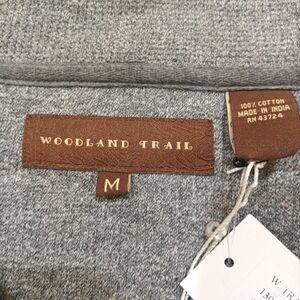 WOODLAND TRAIL
M
100% COTTON
MADE IN INDIA
RN 43724